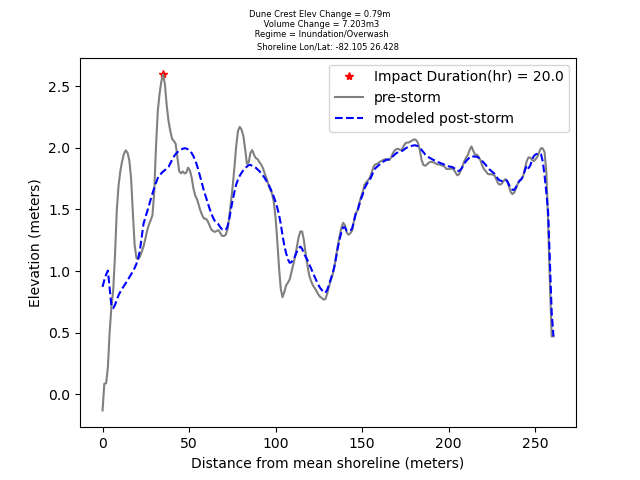 Dune Crest Elev Change = 0.79m
Volume Change = 7.203m3
Regime = Inundation/Overwash
Shoreline Lon/Lat: -82.105 26.428
Impact Duration(hr) = 20.0
pre-storm
modeled post-storm
Elevation (meters)
2.5
2.0
1.5
1.0
0.5
0.0
0 50 100 150 200 250
Distance from mean shoreline (meters)